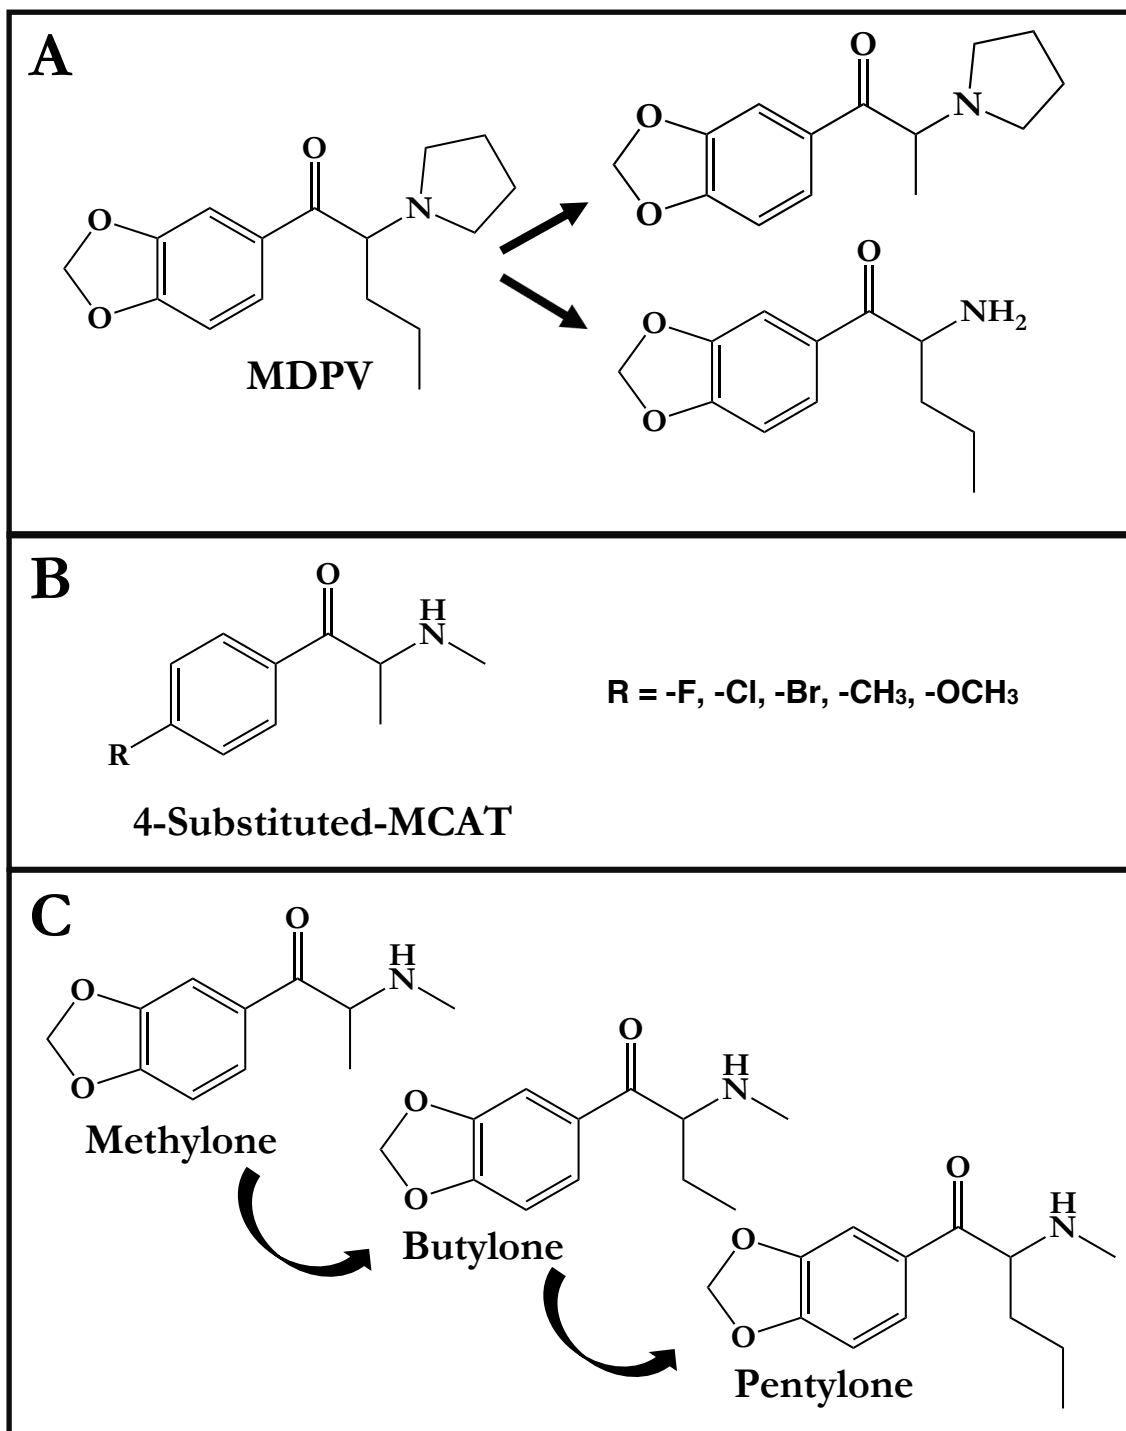 A
O
N
O
O
MDPV
O
N
O
O
O
NH₂
O
O
B
O
H
N
R
R = -F, -Cl, -Br, -CH₃, -OCH₃
4-Substituted-MCAT
C
O
H
N
O
O
Methylone
O
H
N
O
O
Butylone
O
H
N
O
O
Pentylone